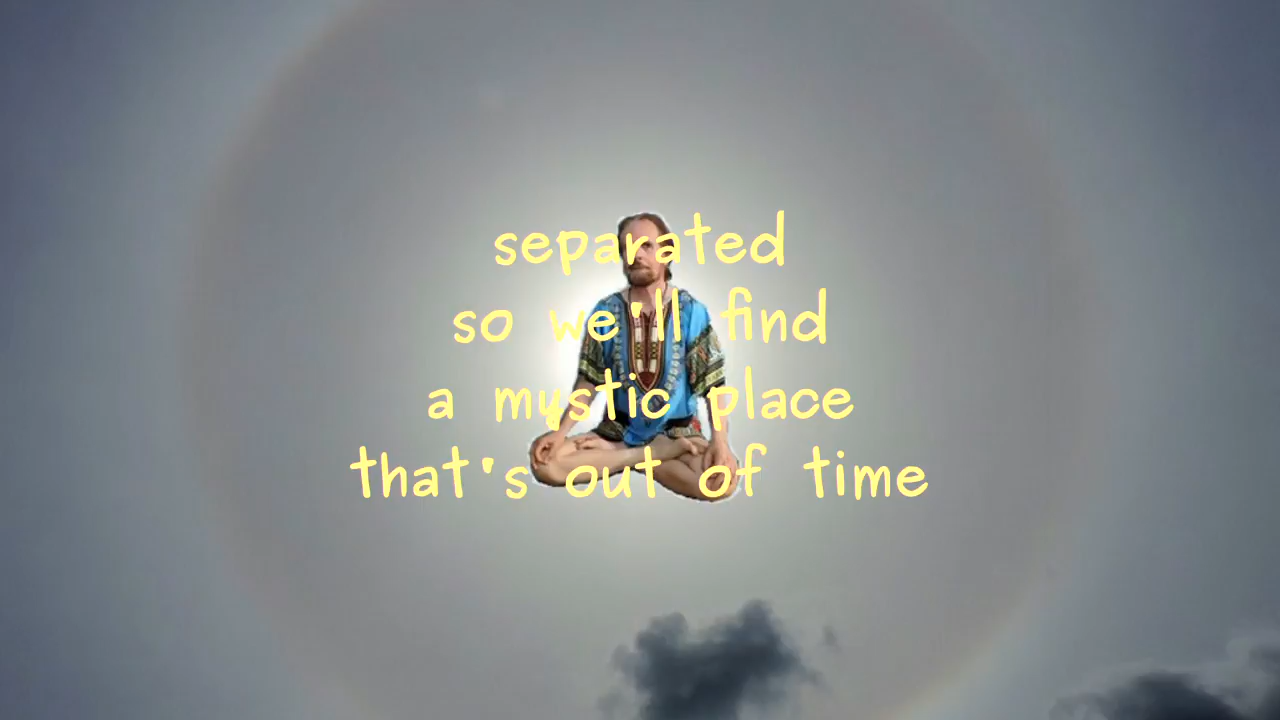 separated
so we'll find
a mystic place
that's out of time